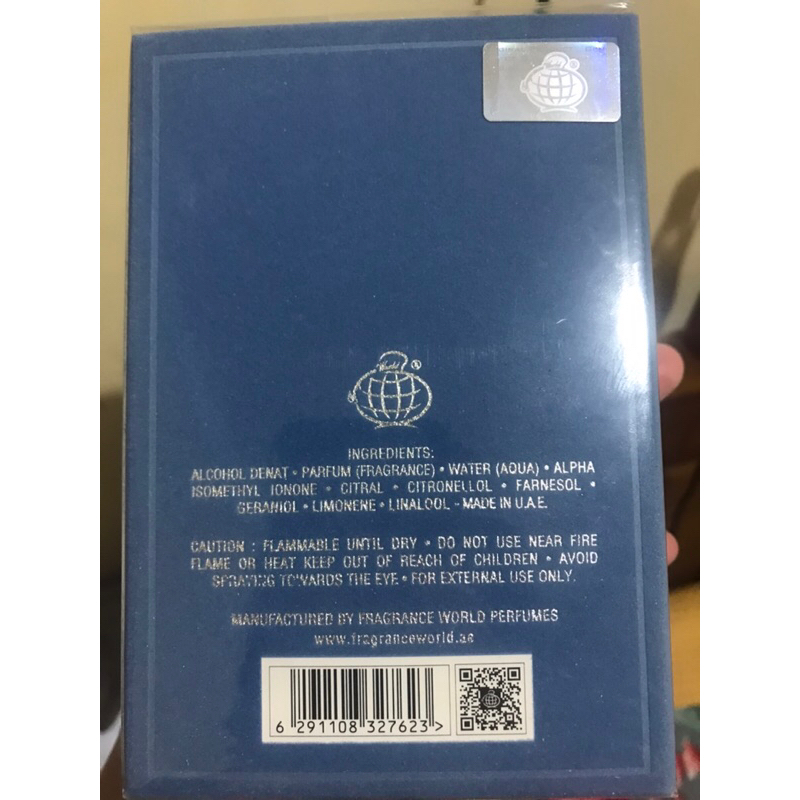 World ®
INGREDIENTS:
ALCOHOL DENAT • PARFUM (FRAGRANCE) • WATER (AQUA) • ALPHA
ISOMETHYL IONONE • CITRAL • CITRONELLOL • FARNESOL •
GERANIOL • LIMONENE • LINALOOL - MADE IN U.A.E.
CAUTION : FLAMMABLE UNTIL DRY • DO NOT USE NEAR FIRE
FLAME OR HEAT KEEP OUT OF REACH OF CHILDREN • AVOID
SPRAYING TOWARDS THE EYE • FOR EXTERNAL USE ONLY.
MANUFACTURED BY FRAGRANCE WORLD PERFUMES
www.fragranceworld.ae
6 291108 327623 >